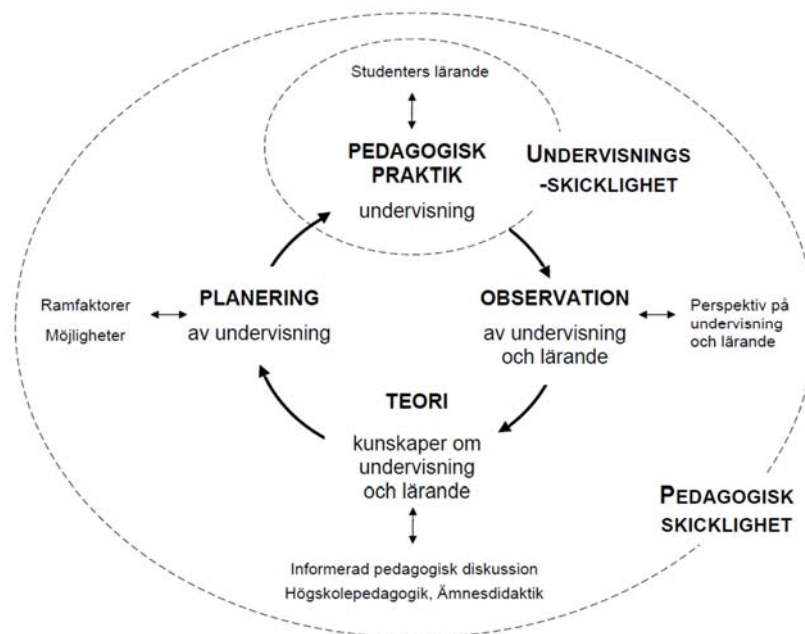 Studenters lärande
PEDAGOGISK
PRAKTIK
undervisning
UNDERVISNINGS
-SKICKLIGHET
Ramfaktorer
Möjligheter
PLANERING
av undervisning
OBSERVATION
av undervisning
och lärande
Perspektiv på
undervisning
och lärande
TEORI
kunskaper om
undervisning
och lärande
PEDAGOGISK
SKICKLIGHET
Informerad pedagogisk diskussion
Högskolepedagogik, Ämnesdidaktik